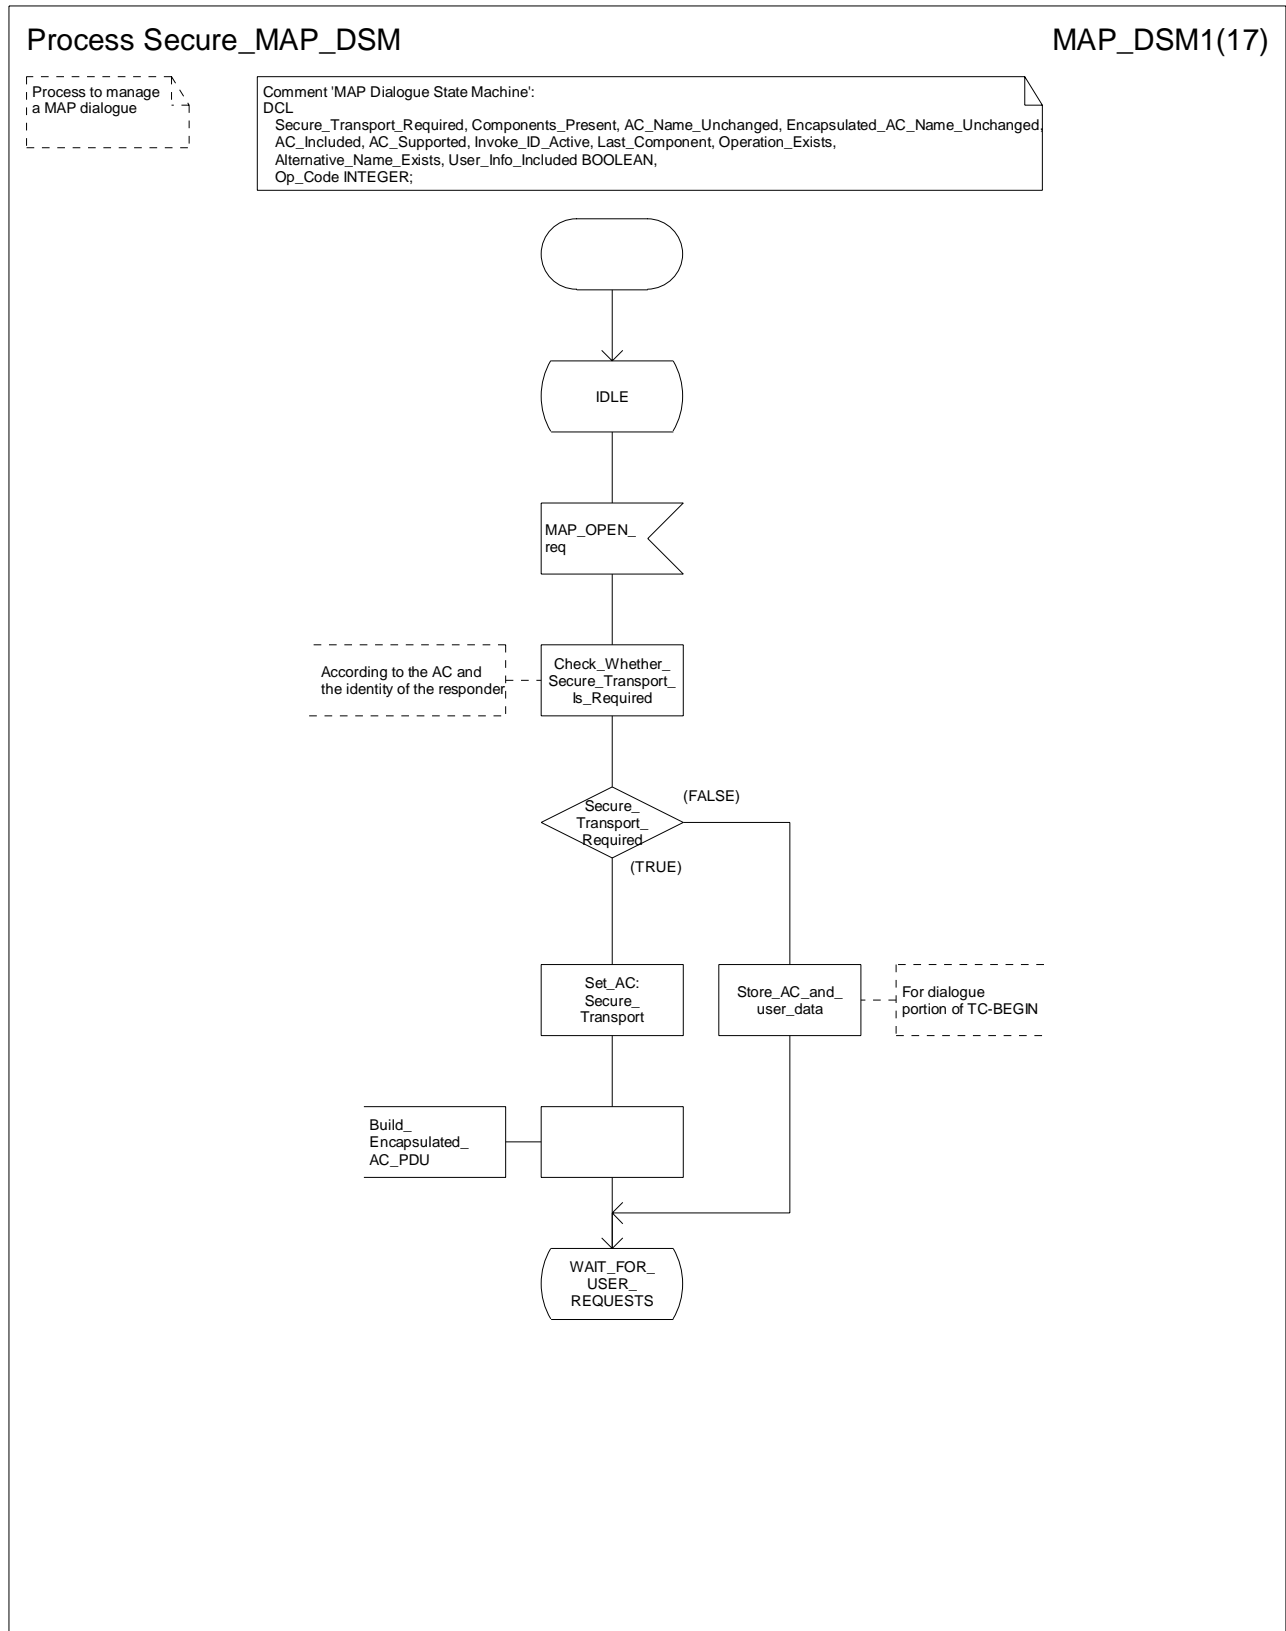 Process Secure_MAP_DSM
MAP_DSM1(17)
Process to manage
a MAP dialogue
Comment 'MAP Dialogue State Machine':
DCL
Secure_Transport_Required, Components_Present, AC_Name_Unchanged, Encapsulated_AC_Name_Unchanged,
AC_Included, AC_Supported, Invoke_ID_Active, Last_Component, Operation_Exists,
Alternative_Name_Exists, User_Info_Included BOOLEAN,
Op_Code INTEGER;
IDLE
MAP_OPEN_
req
According to the AC and
the identity of the responder
Check_Whether_
Secure_Transport_
Is_Required
Secure_
Transport_
Required
(FALSE)
(TRUE)
Set_AC:
Secure_
Transport
Store_AC_and_
user_data
For dialogue
portion of TC-BEGIN
Build_
Encapsulated_
AC_PDU
WAIT_FOR_
USER_
REQUESTS